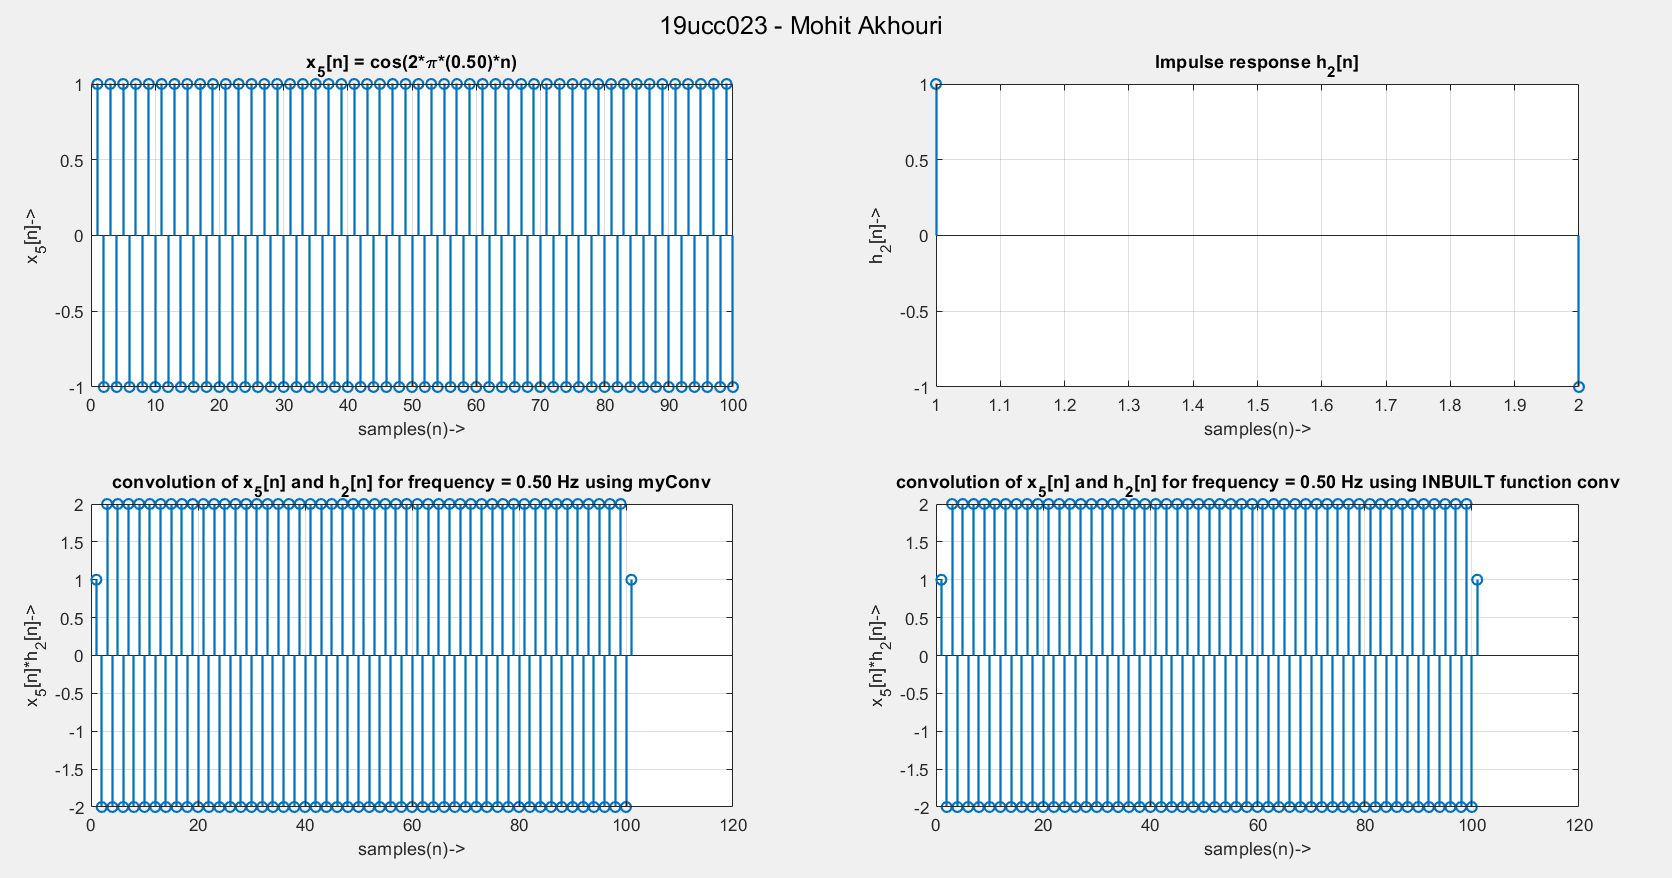 19ucc023 - Mohit Akhouri
x5[n] = cos(2*π*(0.50)*n)
1
0.5
0
-0.5
-1
x5[n]->
0 10 20 30 40 50 60 70 80 90 100
samples(n)->
Impulse response h2[n]
1
0.5
0
-0.5
-1
h2[n]->
1 1.1 1.2 1.3 1.4 1.5 1.6 1.7 1.8 1.9 2
samples(n)->
convolution of x5[n] and h2[n] for frequency = 0.50 Hz using myConv
2
1.5
1
0.5
0
-0.5
-1
-1.5
-2
x5[n]*h2[n]->
0 20 40 60 80 100 120
samples(n)->
convolution of x5[n] and h2[n] for frequency = 0.50 Hz using INBUILT function conv
2
1.5
1
0.5
0
-0.5
-1
-1.5
-2
x5[n]*h2[n]->
0 20 40 60 80 100 120
samples(n)->